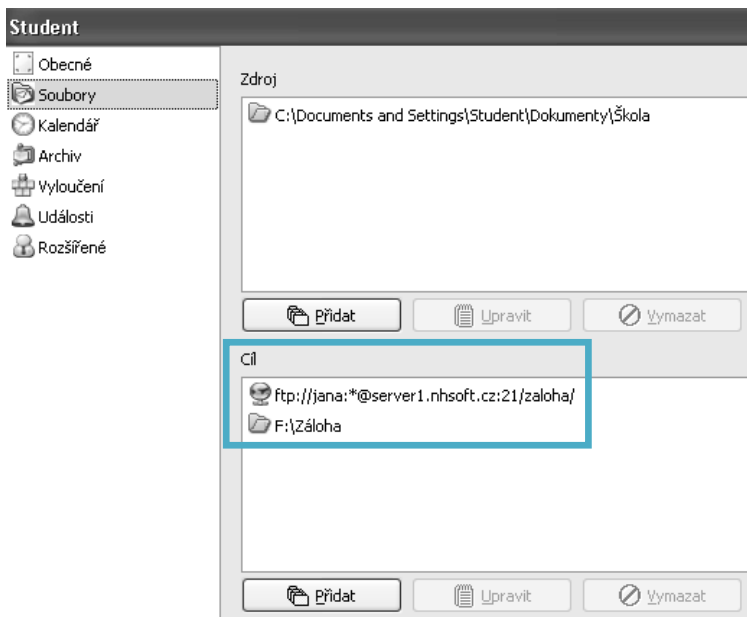 Student
Obecné
Soubory
Kalendář
Archiv
Vyloučení
Události
Rozšířené
Zdroj
C:\Documents and Settings\Student\Dokumenty\Škola
Přidat
Upravit
Vymazat
Cíl
ftp://jana:*@server1.nhsoft.cz:21/zaloha/
F:\Záloha
Přidat
Upravit
Vymazat